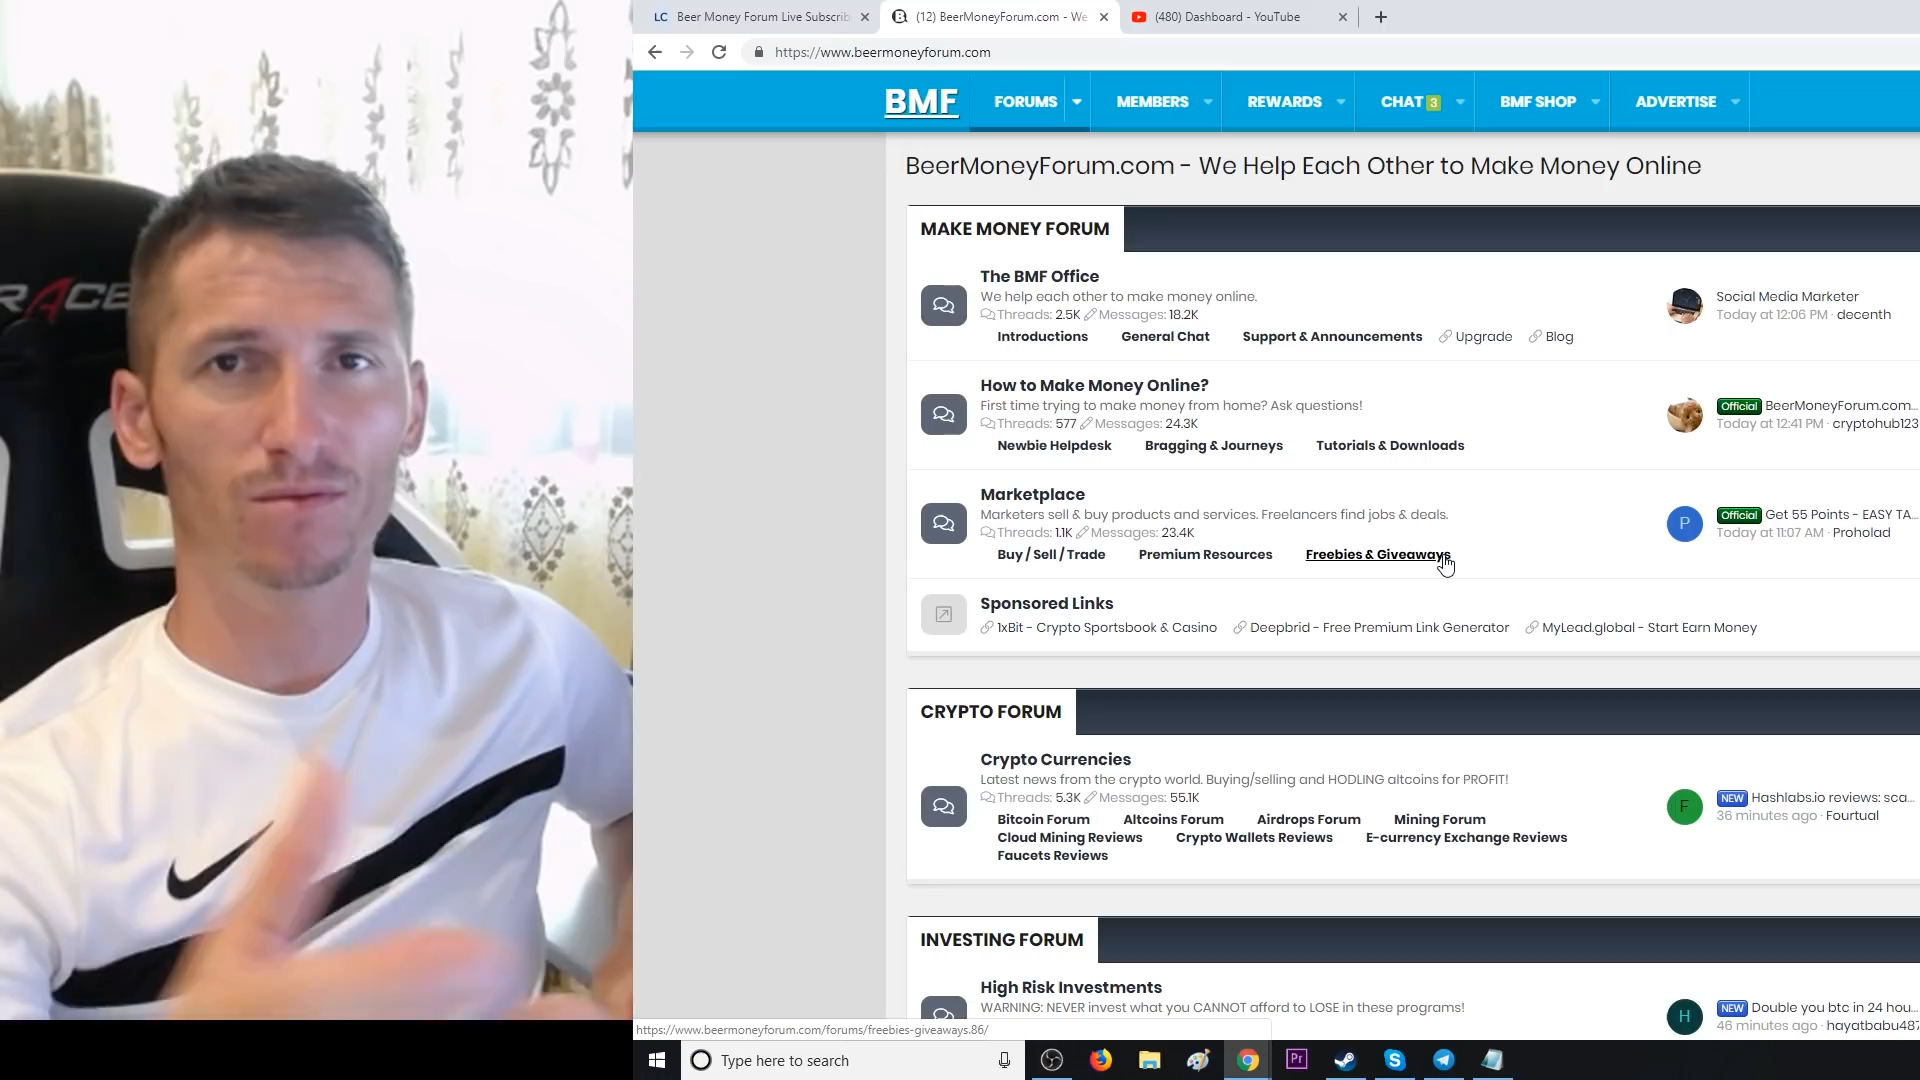 LC Beer Money Forum Live Subscrib
(12) BeerMoneyForum.com - We
(480) Dashboard - YouTube
https://www.beermoneyforum.com
BMF FORUMS MEMBERS REWARDS CHAT 3 BMF SHOP ADVERTISE
BeerMoneyForum.com - We Help Each Other to Make Money Online
MAKE MONEY FORUM
The BMF Office
We help each other to make money online.
Threads: 2.5K Messages: 18.2K
Introductions General Chat Support & Announcements Upgrade Blog
Social Media Marketer
Today at 12:06 PM · decenth
How to Make Money Online?
First time trying to make money from home? Ask questions!
Threads: 577 Messages: 24.3K
Newbie Helpdesk Bragging & Journeys Tutorials & Downloads
Official BeerMoneyForum.com...
Today at 12:41 PM · cryptohub123
Marketplace
Marketers sell & buy products and services. Freelancers find jobs & deals.
Threads: 1.1K Messages: 23.4K
Buy / Sell / Trade Premium Resources Freebies & Giveaways
P
Official Get 55 Points - EASY TA...
Today at 11:07 AM · Proholad
Sponsored Links
1xBit - Crypto Sportsbook & Casino Deepbrid - Free Premium Link Generator MyLead.global - Start Earn Money
CRYPTO FORUM
Crypto Currencies
Latest news from the crypto world. Buying/selling and HODLING altcoins for PROFIT!
Threads: 5.3K Messages: 55.1K
Bitcoin Forum Altcoins Forum Airdrops Forum Mining Forum
Cloud Mining Reviews Crypto Wallets Reviews E-currency Exchange Reviews
Faucets Reviews
F
NEW Hashlabs.io reviews: sca...
36 minutes ago · Fourtual
INVESTING FORUM
High Risk Investments
WARNING: NEVER invest what you CANNOT afford to LOSE in these programs!
H
NEW Double you btc in 24 hou...
46 minutes ago · hayatbabu487
https://www.beermoneyforum.com/forums/freebies-giveaways.86/
Type here to search
Pr